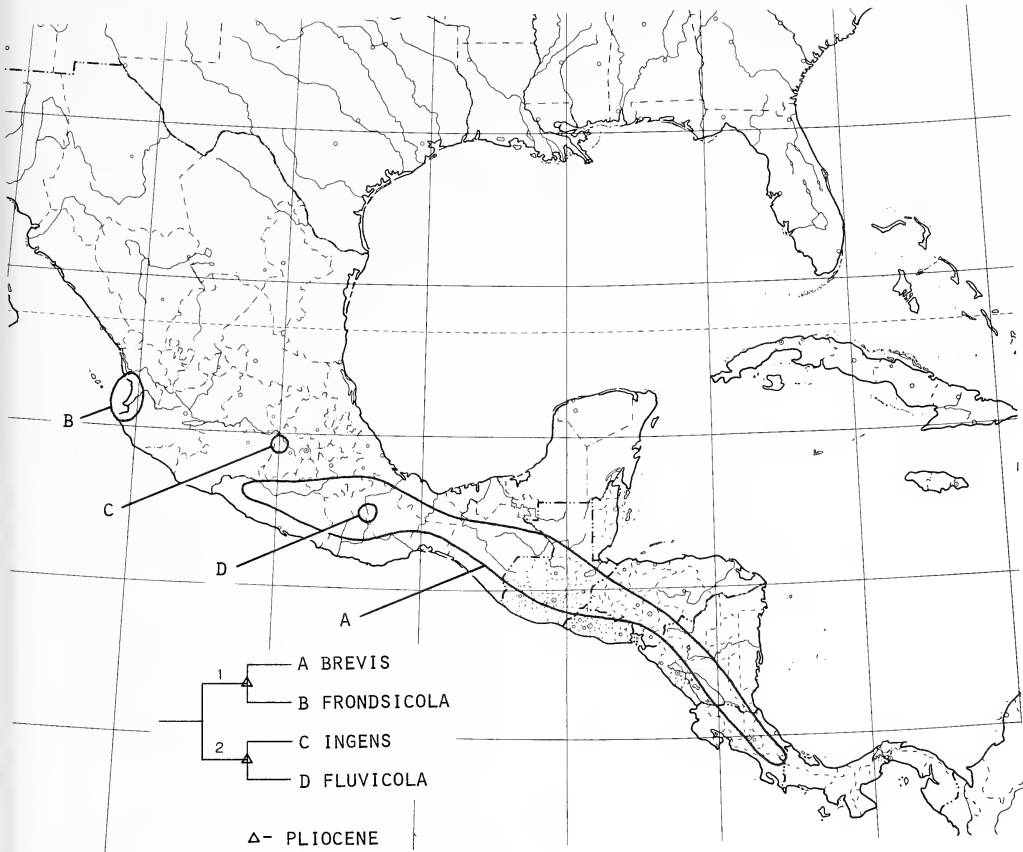 B
C
D
A
1
A BREVIS
B FRONDSICOLA
2
C INGENS
D FLUVICOLA
△- PLIOCENE